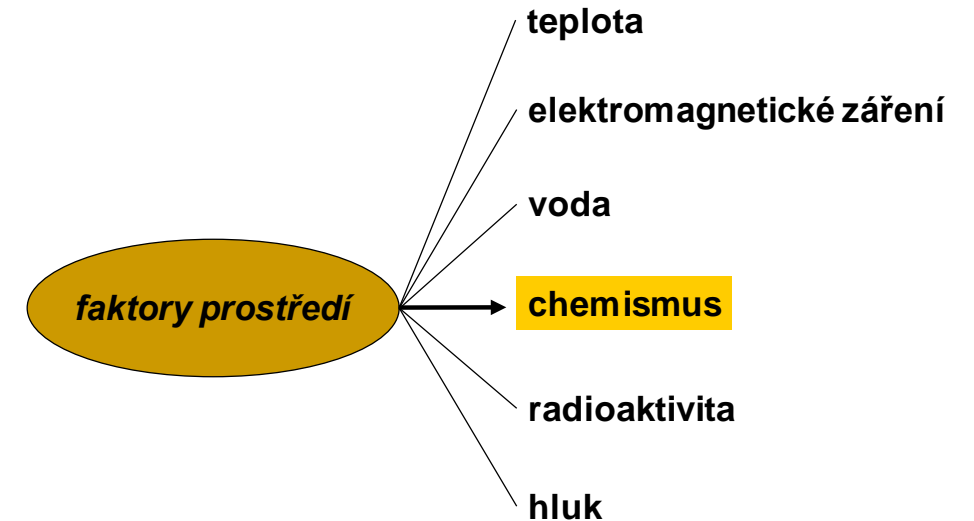 teplota
elektromagnetické záření
voda
faktory prostředí
chemismus
radioaktivita
hluk